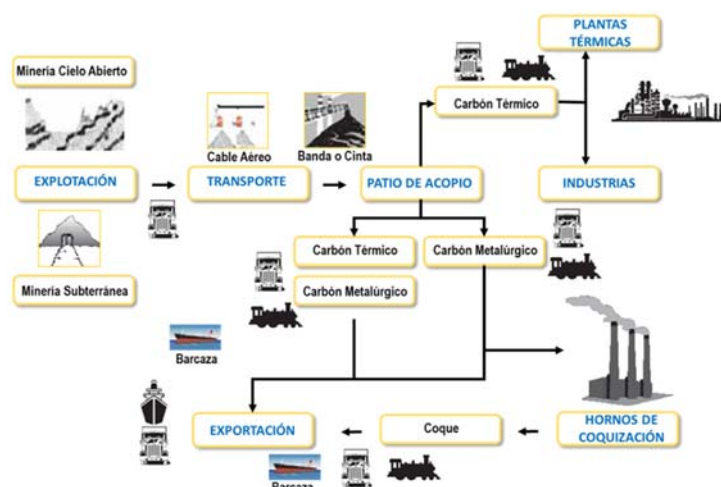 PLANTAS
TÉRMICAS
Minería Cielo Abierto
Carbón Térmico
Cable Aéreo
Banda o Cinta
EXPLOTACIÓN
TRANSPORTE
PATIO DE ACOPIO
INDUSTRIAS
Carbón Térmico
Carbón Metalúrgico
Minería Subterránea
Carbón Metalúrgico
Barcaza
EXPORTACIÓN
Coque
HORNOS DE
COQUIZACIÓN
Barcaza